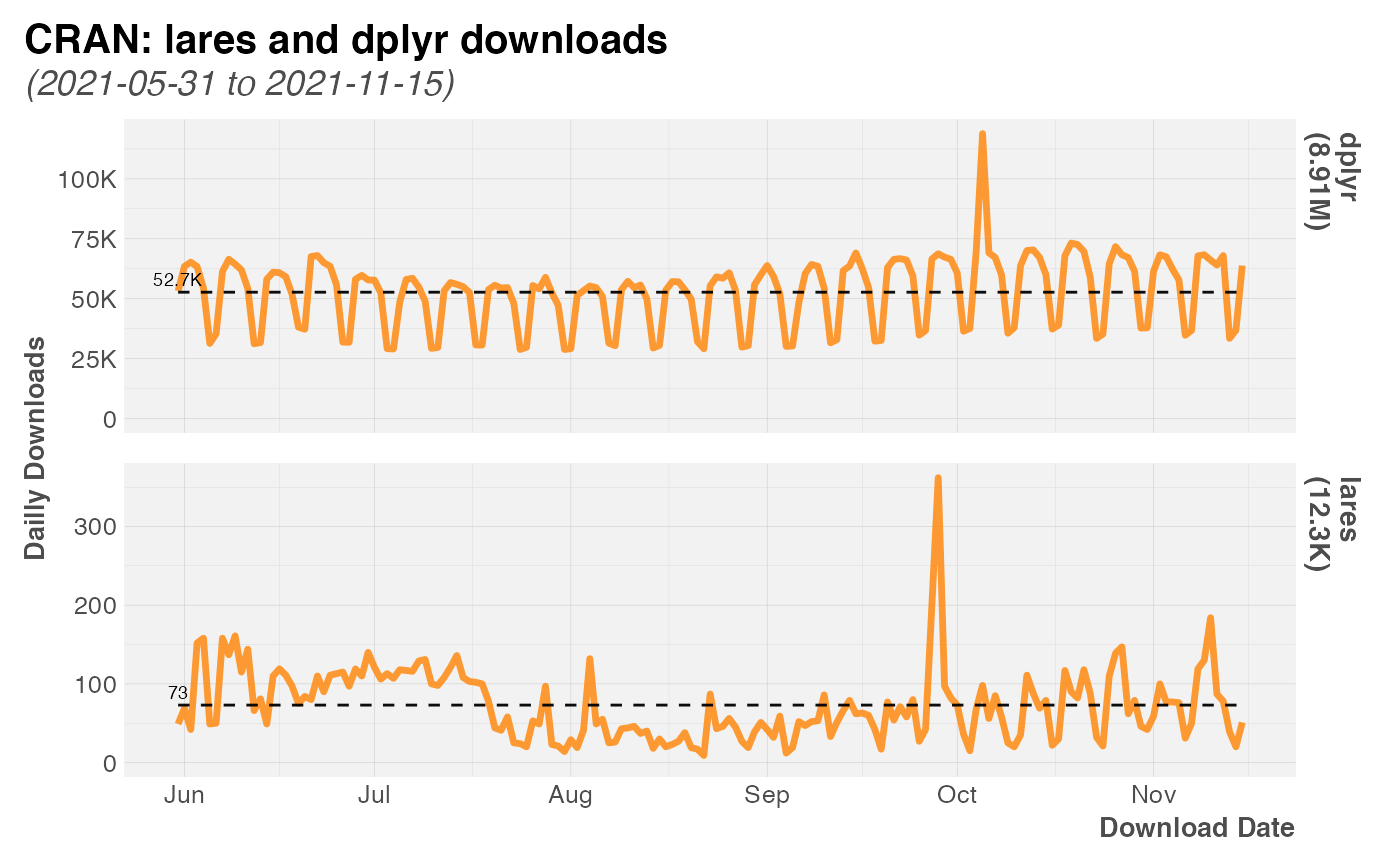 CRAN: lares and dplyr downloads
(2021-05-31 to 2021-11-15)
Dailly Downloads
100K
75K
50K
25K
0
52.7K
dplyr
(8.91M)
300
200
100
0
73
lares
(12.3K)
Jun Jul Aug Sep Oct Nov
Download Date